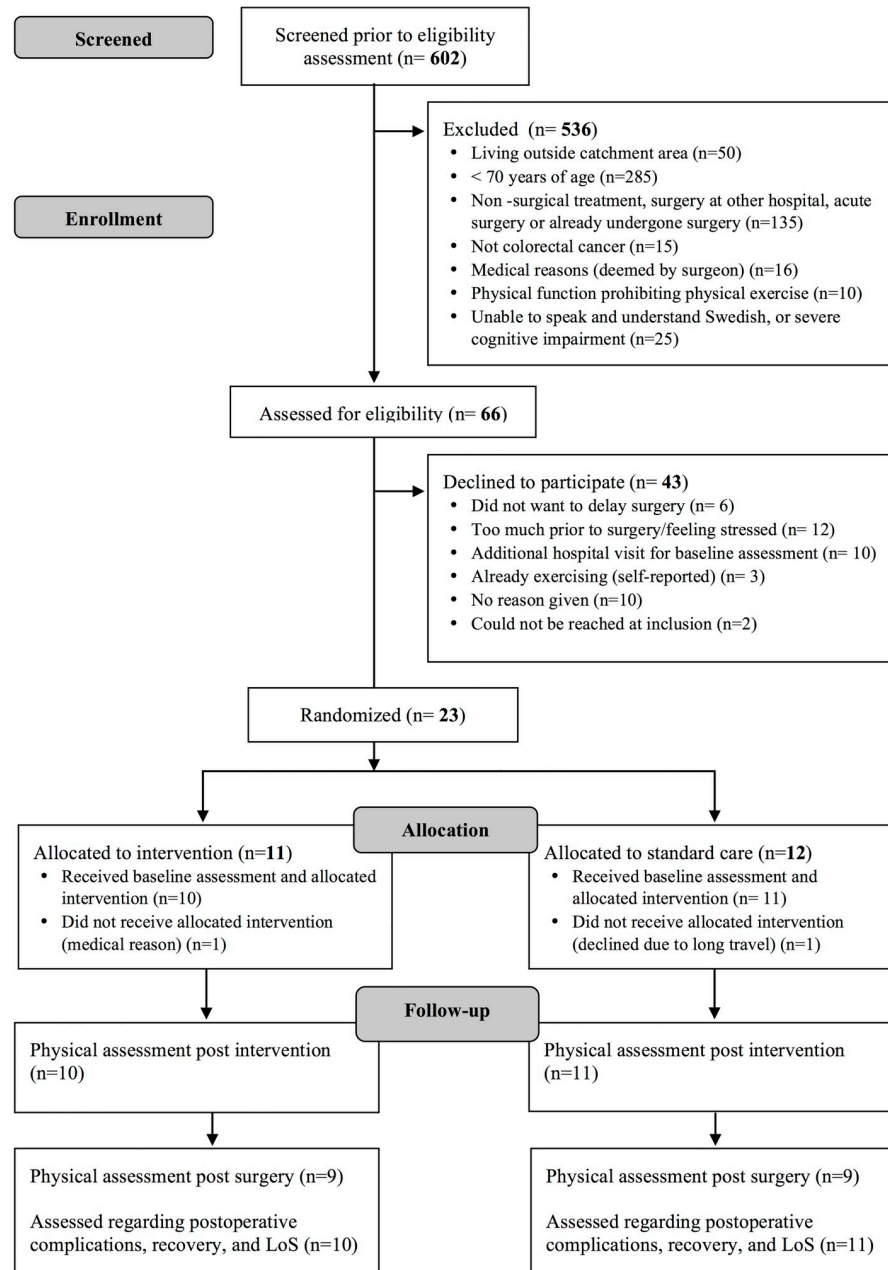 Screened
Screened prior to eligibility
assessment (n= 602)
Excluded (n= 536)
• Living outside catchment area (n=50)
• < 70 years of age (n=285)
• Non -surgical treatment, surgery at other hospital, acute
surgery or already undergone surgery (n=135)
• Not colorectal cancer (n=15)
• Medical reasons (deemed by surgeon) (n=16)
• Physical function prohibiting physical exercise (n=10)
• Unable to speak and understand Swedish, or severe
cognitive impairment (n=25)
Enrollment
Assessed for eligibility (n= 66)
Declined to participate (n= 43)
• Did not want to delay surgery (n= 6)
• Too much prior to surgery/feeling stressed (n= 12)
• Additional hospital visit for baseline assessment (n= 10)
• Already exercising (self-reported) (n= 3)
• No reason given (n=10)
• Could not be reached at inclusion (n=2)
Randomized (n= 23)
Allocation
Allocated to intervention (n=11)
• Received baseline assessment and allocated
intervention (n=10)
• Did not receive allocated intervention
(medical reason) (n=1)
Allocated to standard care (n=12)
• Received baseline assessment and
allocated intervention (n= 11)
• Did not receive allocated intervention
(declined due to long travel) (n=1)
Follow-up
Physical assessment post intervention
(n=10)
Physical assessment post intervention
(n=11)
Physical assessment post surgery (n=9)
Assessed regarding postoperative
complications, recovery, and LoS (n=10)
Physical assessment post surgery (n=9)
Assessed regarding postoperative
complications, recovery, and LoS (n=11)